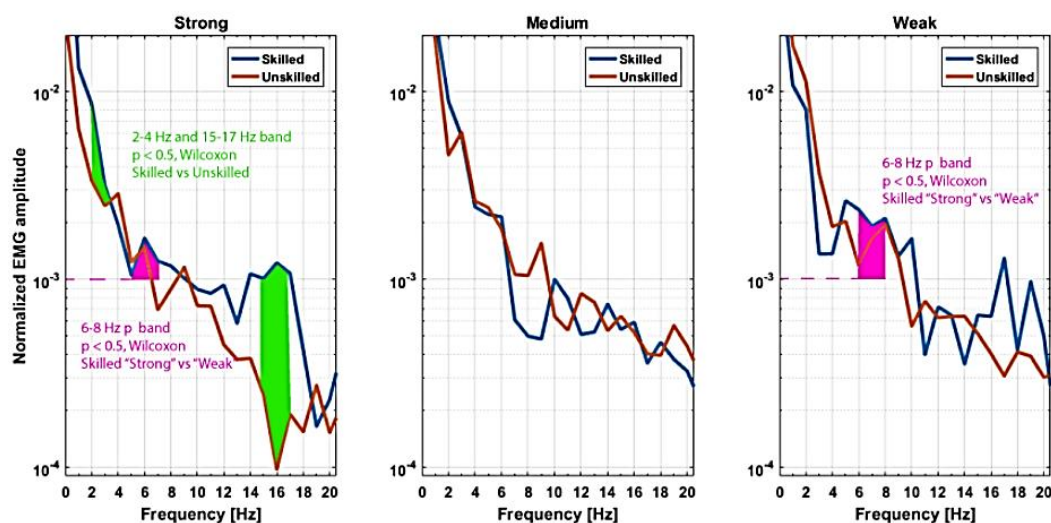 Strong
Medium
Weak
Normalized EMG amplitude
10-2
10-3
10-4
Skilled
Unskilled
2-4 Hz and 15-17 Hz band
p < 0.5, Wilcoxon
Skilled vs Unskilled
6-8 Hz p band
p < 0.5, Wilcoxon
Skilled "Strong" vs "Weak
0 2 4 6 8 10 12 14 16 18 20
Frequency [Hz]
10-2
10-3
10-4
Skilled
Unskilled
0 2 4 6 8 10 12 14 16 18 20
Frequency [Hz]
10-2
10-3
10-4
Skilled
Unskilled
6-8 Hz p band
p < 0.5, Wilcoxon
Skilled "Strong" vs "Weak"
0 2 4 6 8 10 12 14 16 18 20
Frequency [Hz]